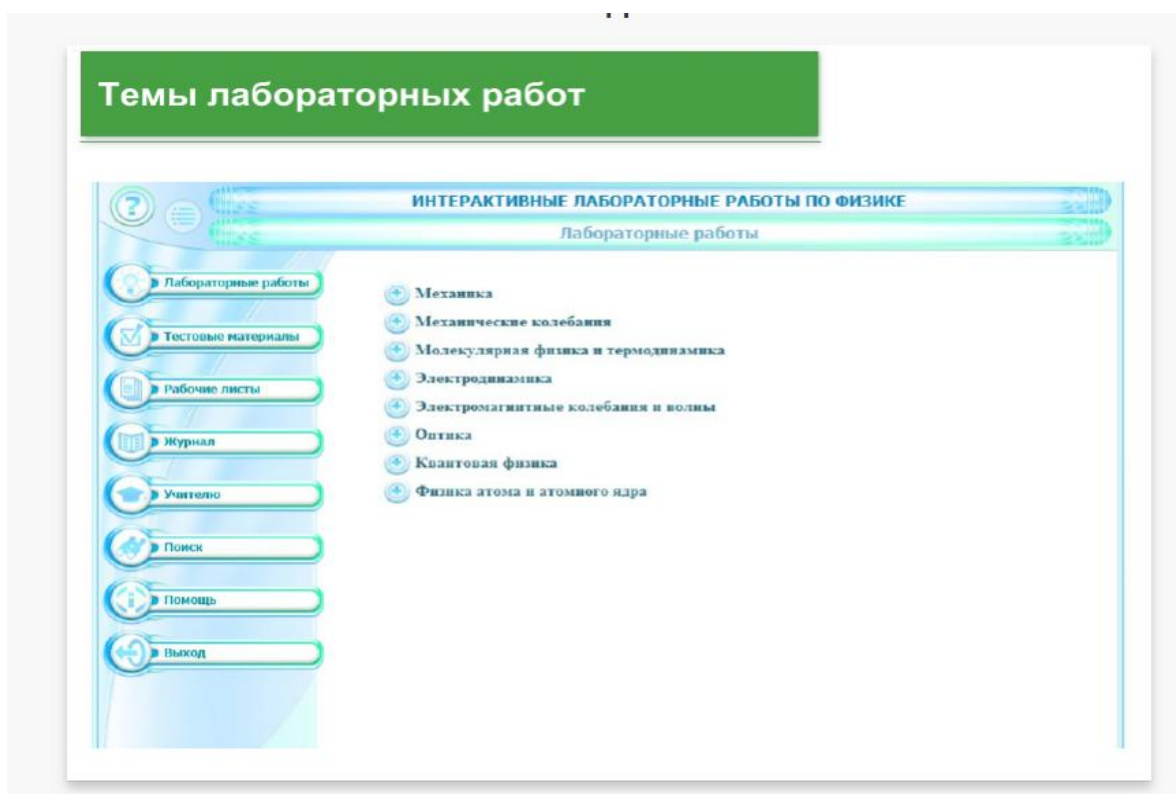 Темы лабораторных работ
ИНТЕРАКТИВНЫЕ ЛАБОРАТОРНЫЕ РАБОТЫ ПО ФИЗИКЕ
Лабораторные работы
Лабораторные работы
Тестовые материалы
Рабочие листы
Журнал
Учителю
Поиск
Помощь
Выход
Механика
Механические колебания
Молекулярная физика и термодинамика
Электродинамика
Электромагнитные колебания и волны
Оптика
Квантовая физика
Физика атома и атомного ядра